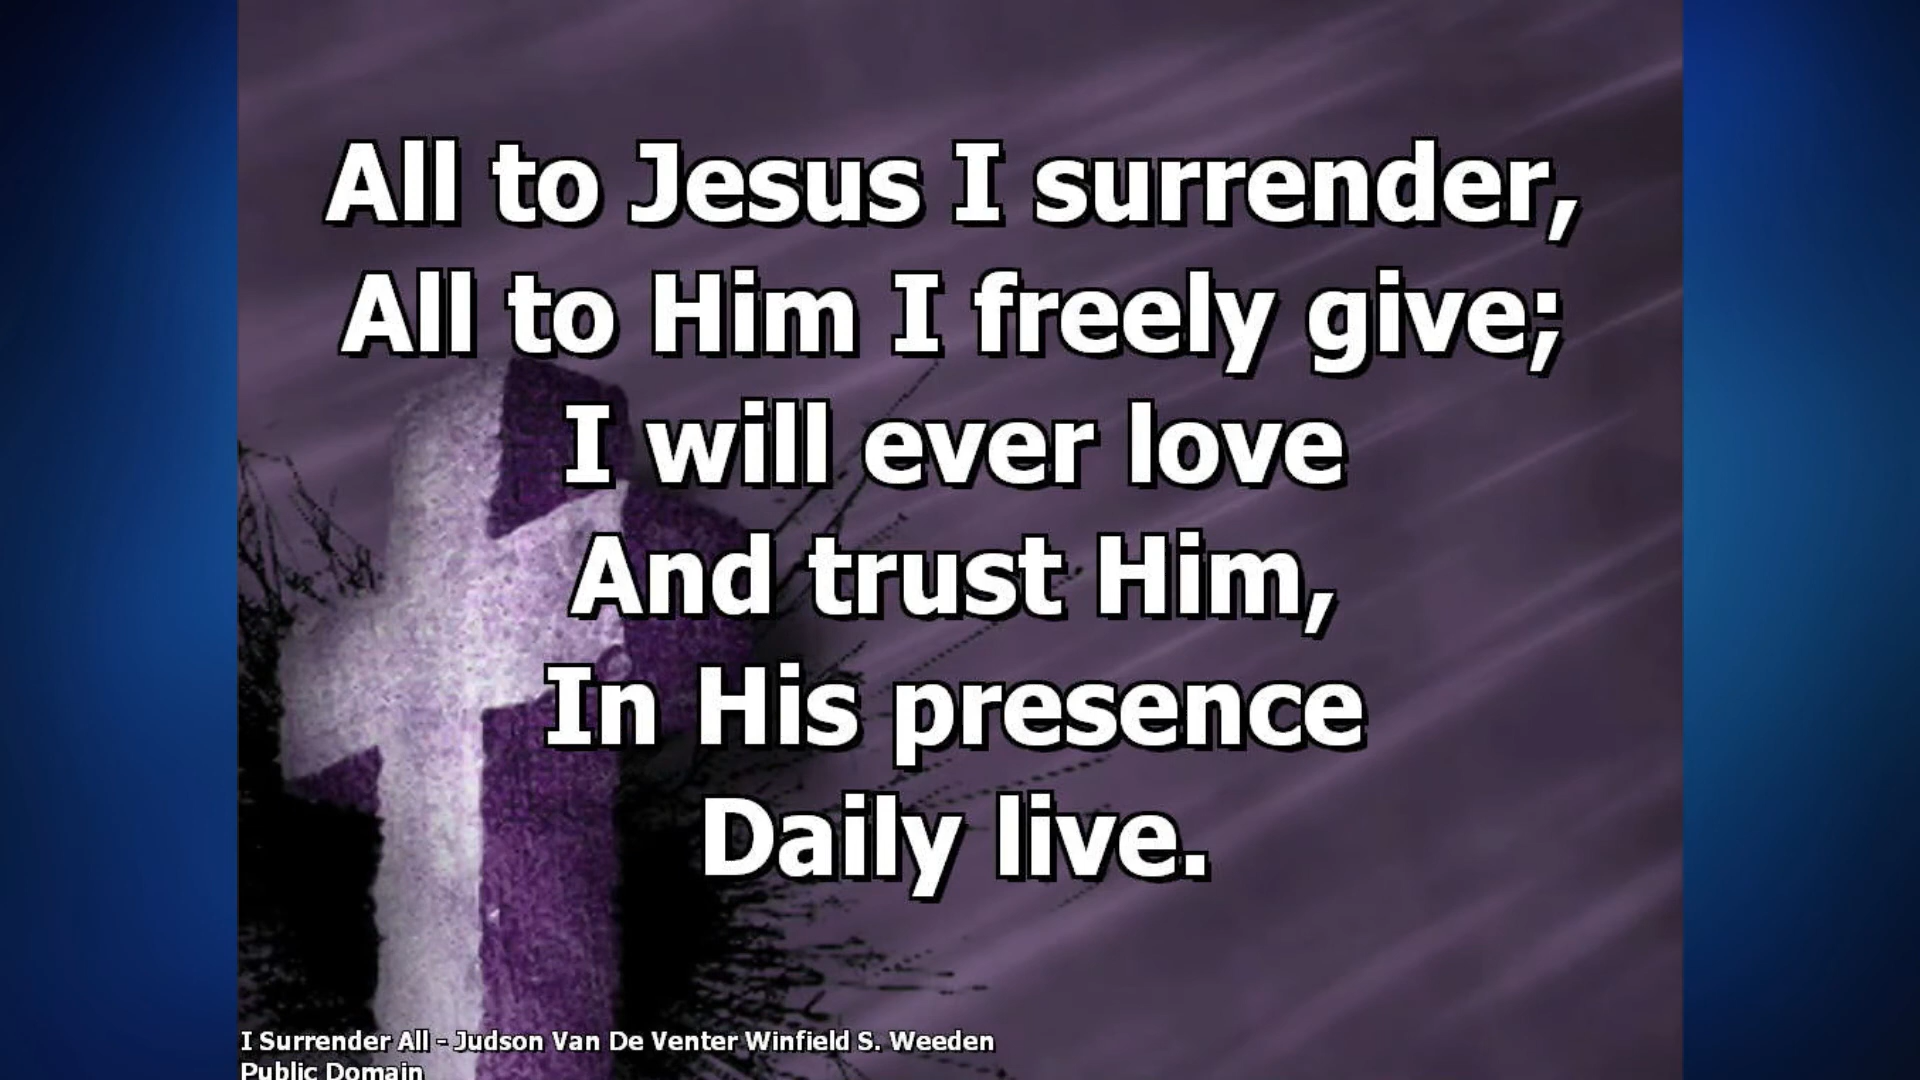 All to Jesus I surrender,
All to Him I freely give;
I will ever love
And trust Him,
In His presence
Daily live.
I Surrender All - Judson Van De Venter Winfield S. Weeden
Public Domain